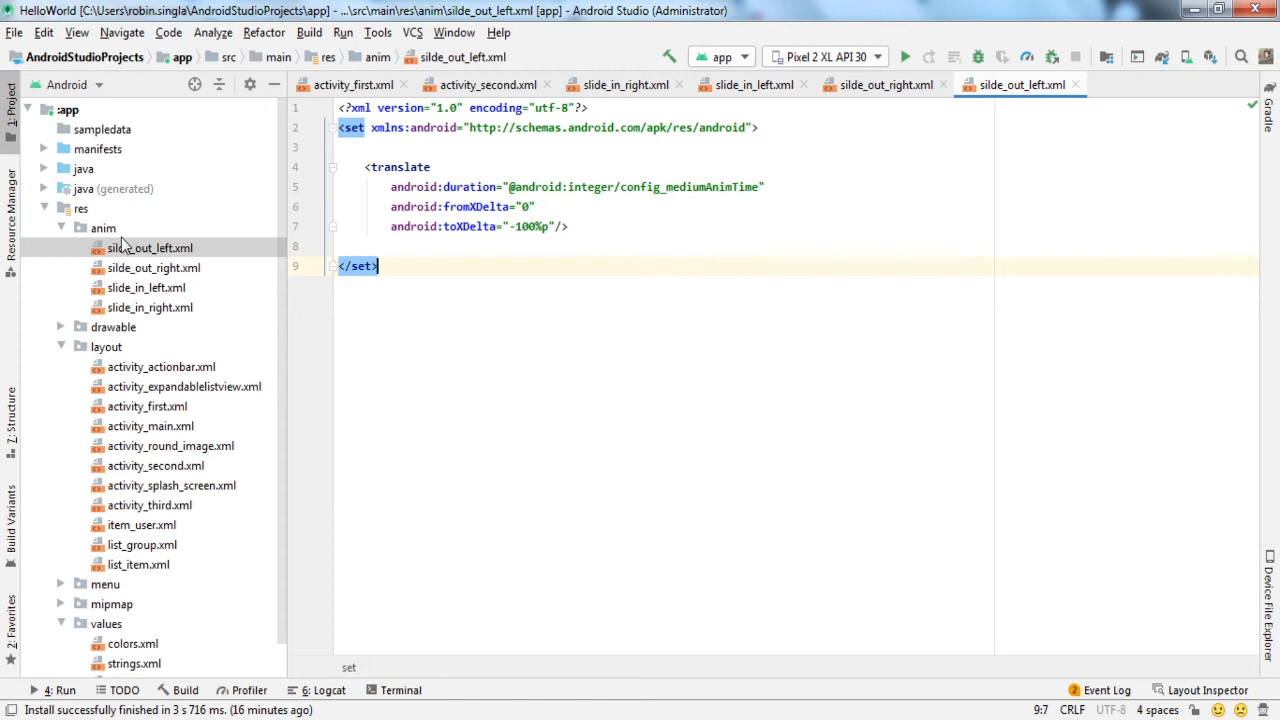 HelloWorld [C:\Users\robin.singla\AndroidStudioProjects\app] - ...\src\main\res\anim\silde_out_left.xml [app] - Android Studio (Administrator)
File Edit View Navigate Code Analyze Refactor Build Run Tools VCS Window Help
AndroidStudioProjects app src main res anim silde_out_left.xml app Pixel 2 XL API 30
Android activity_first.xml activity_second.xml slide_in_right.xml slide_in_left.xml silde_out_right.xml silde_out_left.xml
1: Project
Resource Manager
Z: Structure
Build Variants
2: Favorites
:app
sampledata
manifests
java
java (generated)
res
anim
silde_out_left.xml
silde_out_right.xml
slide_in_left.xml
slide_in_right.xml
drawable
layout
activity_actionbar.xml
activity_expandablelistview.xml
activity_first.xml
activity_main.xml
activity_round_image.xml
activity_second.xml
activity_splash_screen.xml
activity_third.xml
item_user.xml
list_group.xml
list_item.xml
menu
mipmap
values
colors.xml
strings.xml
1 <?xml version="1.0" encoding="utf-8"?>
2 <set xmlns:android="http://schemas.android.com/apk/res/android">
3
4 <translate
5 android:duration="@android:integer/config_mediumAnimTime"
6 android:fromXDelta="0"
7 android:toXDelta="-100%p"/>
8
9 </set>
set
Gradle
Device File Explorer
4: Run TODO Build Profiler 6: Logcat Terminal 2 Event Log Layout Inspector
Install successfully finished in 3 s 716 ms. (16 minutes ago) 9:7 CRLF UTF-8 4 spaces